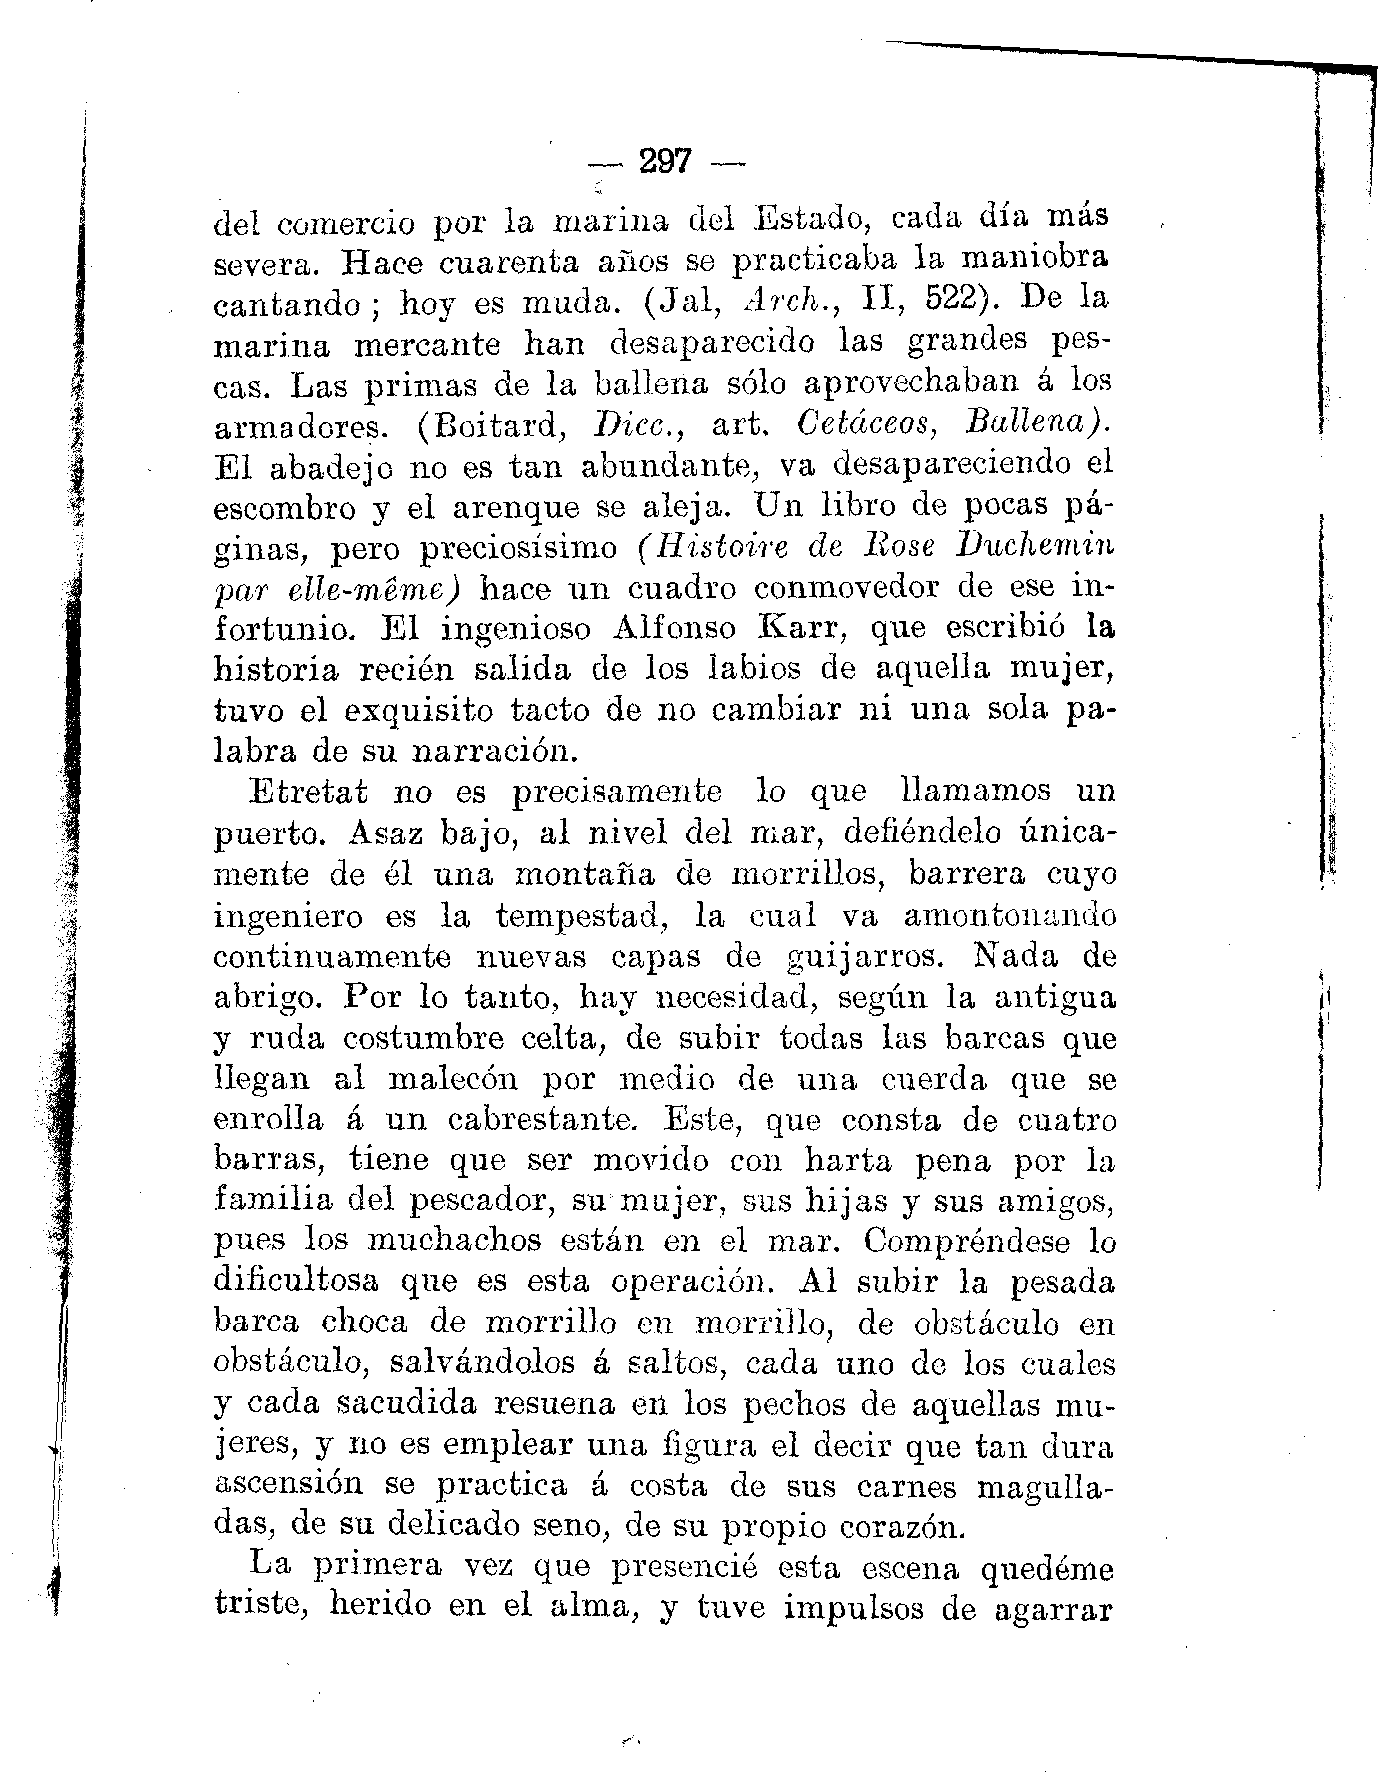 — 297 —
del comercio por la marina del Estado, cada día más
severa. Hace cuarenta años se practicaba la maniobra
cantando ; hoy es muda. (Jal, Arch., II, 522). De la
marina mercante han desaparecido las grandes pes-
cas. Las primas de la ballena sólo aprovechaban á los
armadores. (Boitard, Dicc., art. Cetáceos, Ballena).
El abadejo no es tan abundante, va desapareciendo el
escombro y el arenque se aleja. Un libro de pocas pá-
ginas, pero preciosísimo (Histoire de Rose Duchemin
par elle-même) hace un cuadro conmovedor de ese in-
fortunio. El ingenioso Alfonso Karr, que escribió la
historia recién salida de los labios de aquella mujer,
tuvo el exquisito tacto de no cambiar ni una sola pa-
labra de su narración.
Etretat no es precisamente lo que llamamos un
puerto. Asaz bajo, al nivel del mar, defiéndelo única-
mente de él una montaña de morrillos, barrera cuyo
ingeniero es la tempestad, la cual va amontonando
continuamente nuevas capas de guijarros. Nada de
abrigo. Por lo tanto, hay necesidad, según la antigua
y ruda costumbre celta, de subir todas las barcas que
llegan al malecón por medio de una cuerda que se
enrolla á un cabrestante. Este, que consta de cuatro
barras, tiene que ser movido con harta pena por la
familia del pescador, su mujer, sus hijas y sus amigos,
pues los muchachos están en el mar. Compréndese lo
dificultosa que es esta operación. Al subir la pesada
barca choca de morrillo en morrillo, de obstáculo en
obstáculo, salvándolos á saltos, cada uno de los cuales
y cada sacudida resuena en los pechos de aquellas mu-
jeres, y no es emplear una figura el decir que tan dura
ascensión se practica á costa de sus carnes magulla-
das, de su delicado seno, de su propio corazón.
La primera vez que presencié esta escena quedéme
triste, herido en el alma, y tuve impulsos de agarrar